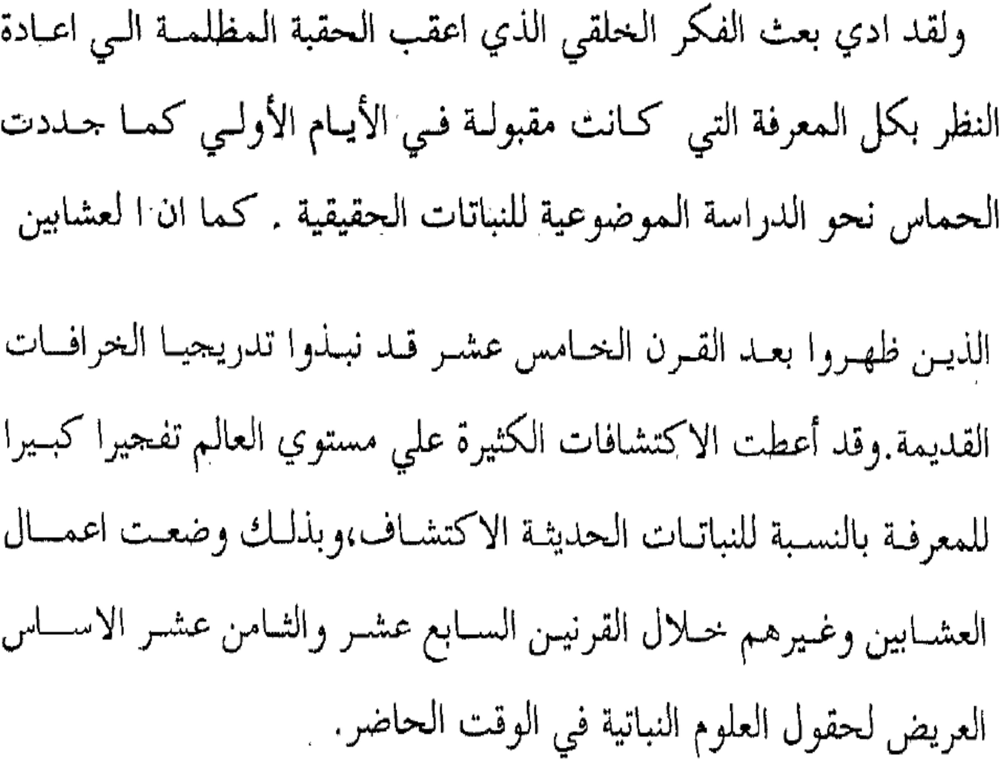 ولقد ادي بعث الفكر الخلقي الذي اعقب الحقبة المظلمة الي اعادة
النظر بكل المعرفة التي كانت مقبولة في الأيام الأولي كما جددت
الحماس نحو الدراسة الموضوعية للنباتات الحقيقية . كما ان ا لعشابين
الذين ظهروا بعد القرن الخامس عشر قد نبذوا تدريجيا الخرافات
القديمة.وقد أعطت الاكتشافات الكثيرة علي مستوي العالم تفجيرا كبيرا
للمعرفة بالنسبة للنباتات الحديثة الاكتشاف،وبذلك وضعت اعمال
العشابين وغيرهم خلال القرنين السابع عشر والثامن عشر الاساس
العريض لحقول العلوم النباتية في الوقت الحاضر.